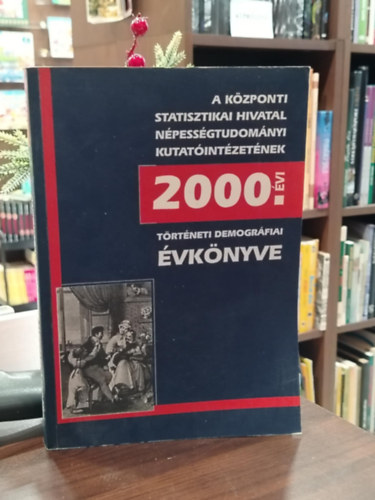 A KÖZPONTI
STATISZTIKAI HIVATAL
NÉPESSÉGTUDOMÁNYI
KUTATÓINTÉZETÉNEK
2000. ÉVI
TÖRTÉNETI DEMOGRÁFIAI
ÉVKÖNYVE